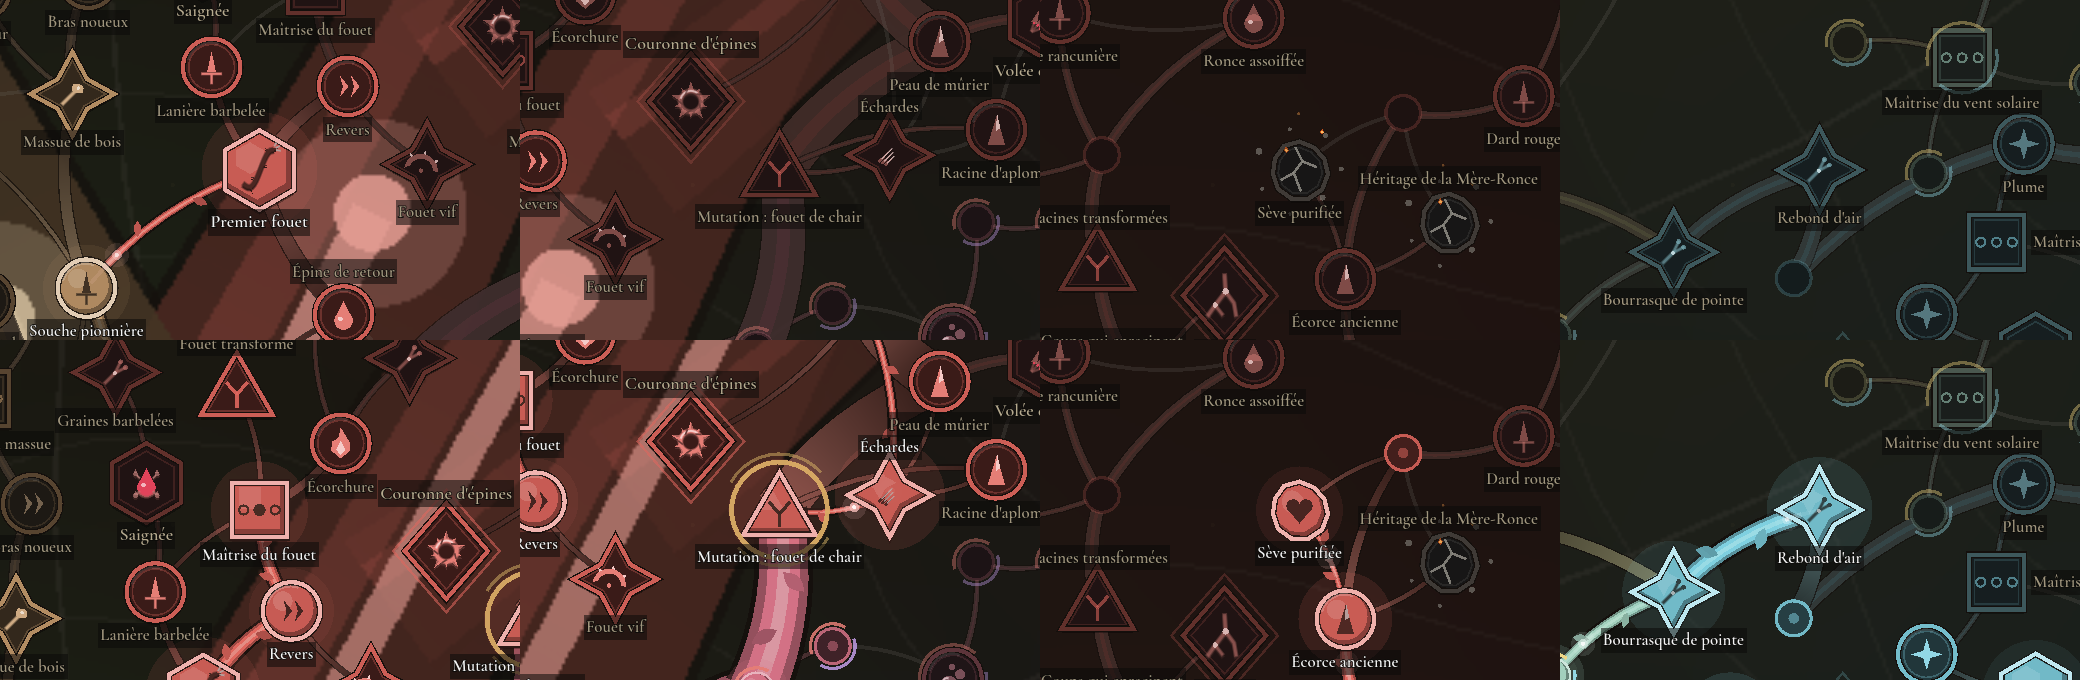 Bras noueux
Saignée
Maîtrise du fouet
Massue de bois
Lanière barbelée
Revers
Premier fouet
Fouet vif
Épine de retour
Souche pionnière
Écorchure
Couronne d'épines
fouet
Peau de mûrier
Volée
Échardes
Racine d'aplom
Revers
Mutation : fouet de chair
Fouet vif
rancunière
Ronce assoiffée
Dard rouge
Héritage de la Mère-Ronce
Sève purifiée
acines transformées
Écorce ancienne
Maîtrise du vent solaire
Plume
Rebond d'air
Maîtris
Bourrasque de pointe
Fouet transformé
Graines barbelées
massue
Écorchure
Couronne d'épines
Saignée
ras noueux
Maîtrise du fouet
Lanière barbelée
Revers
ue de bois
Mutation
Écorchure
Couronne d'épines
fouet
Peau de mûrier
Volée
Échardes
Racine d'aplom
Revers
Mutation : fouet de chair
Fouet vif
rancunière
Ronce assoiffée
Dard rouge
Héritage de la Mère-Ronce
Sève purifiée
acines transformées
Écorce ancienne
Maîtrise du vent solaire
Plume
Rebond d'air
Maîtris
Bourrasque de pointe